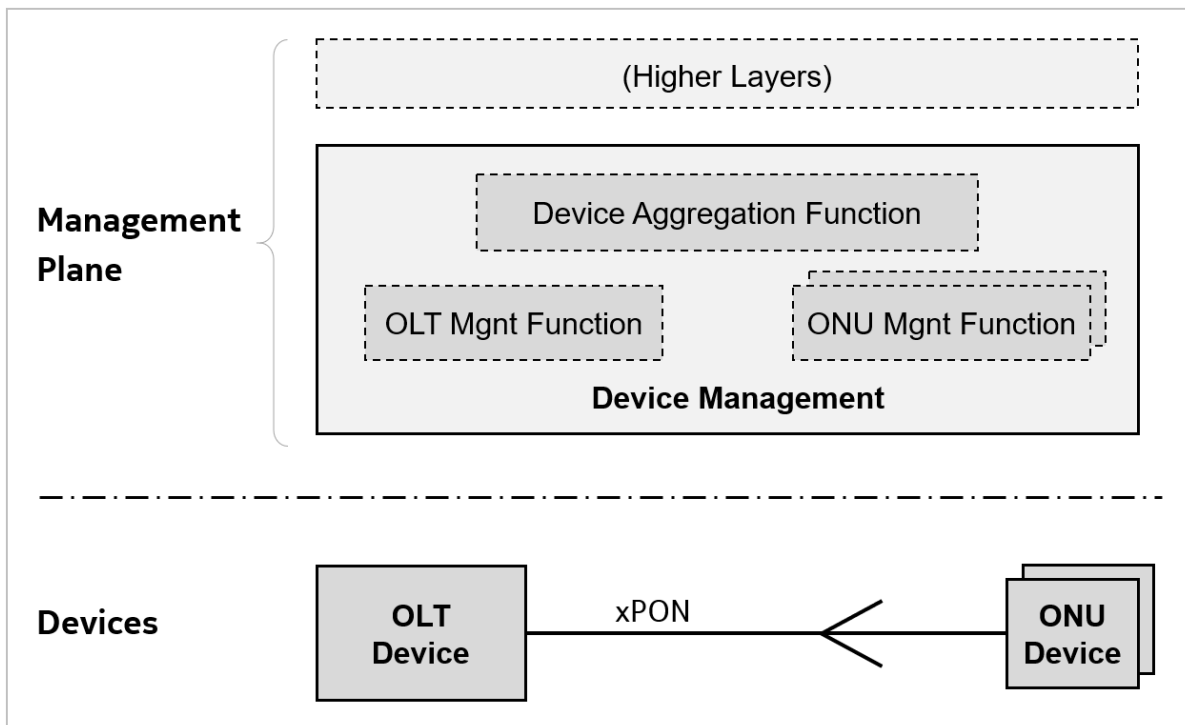 (Higher Layers)
Management
Plane
Device Aggregation Function
OLT Mgnt Function
ONU Mgnt Function
Device Management
Devices
OLT
Device
xPON
ONU
Device